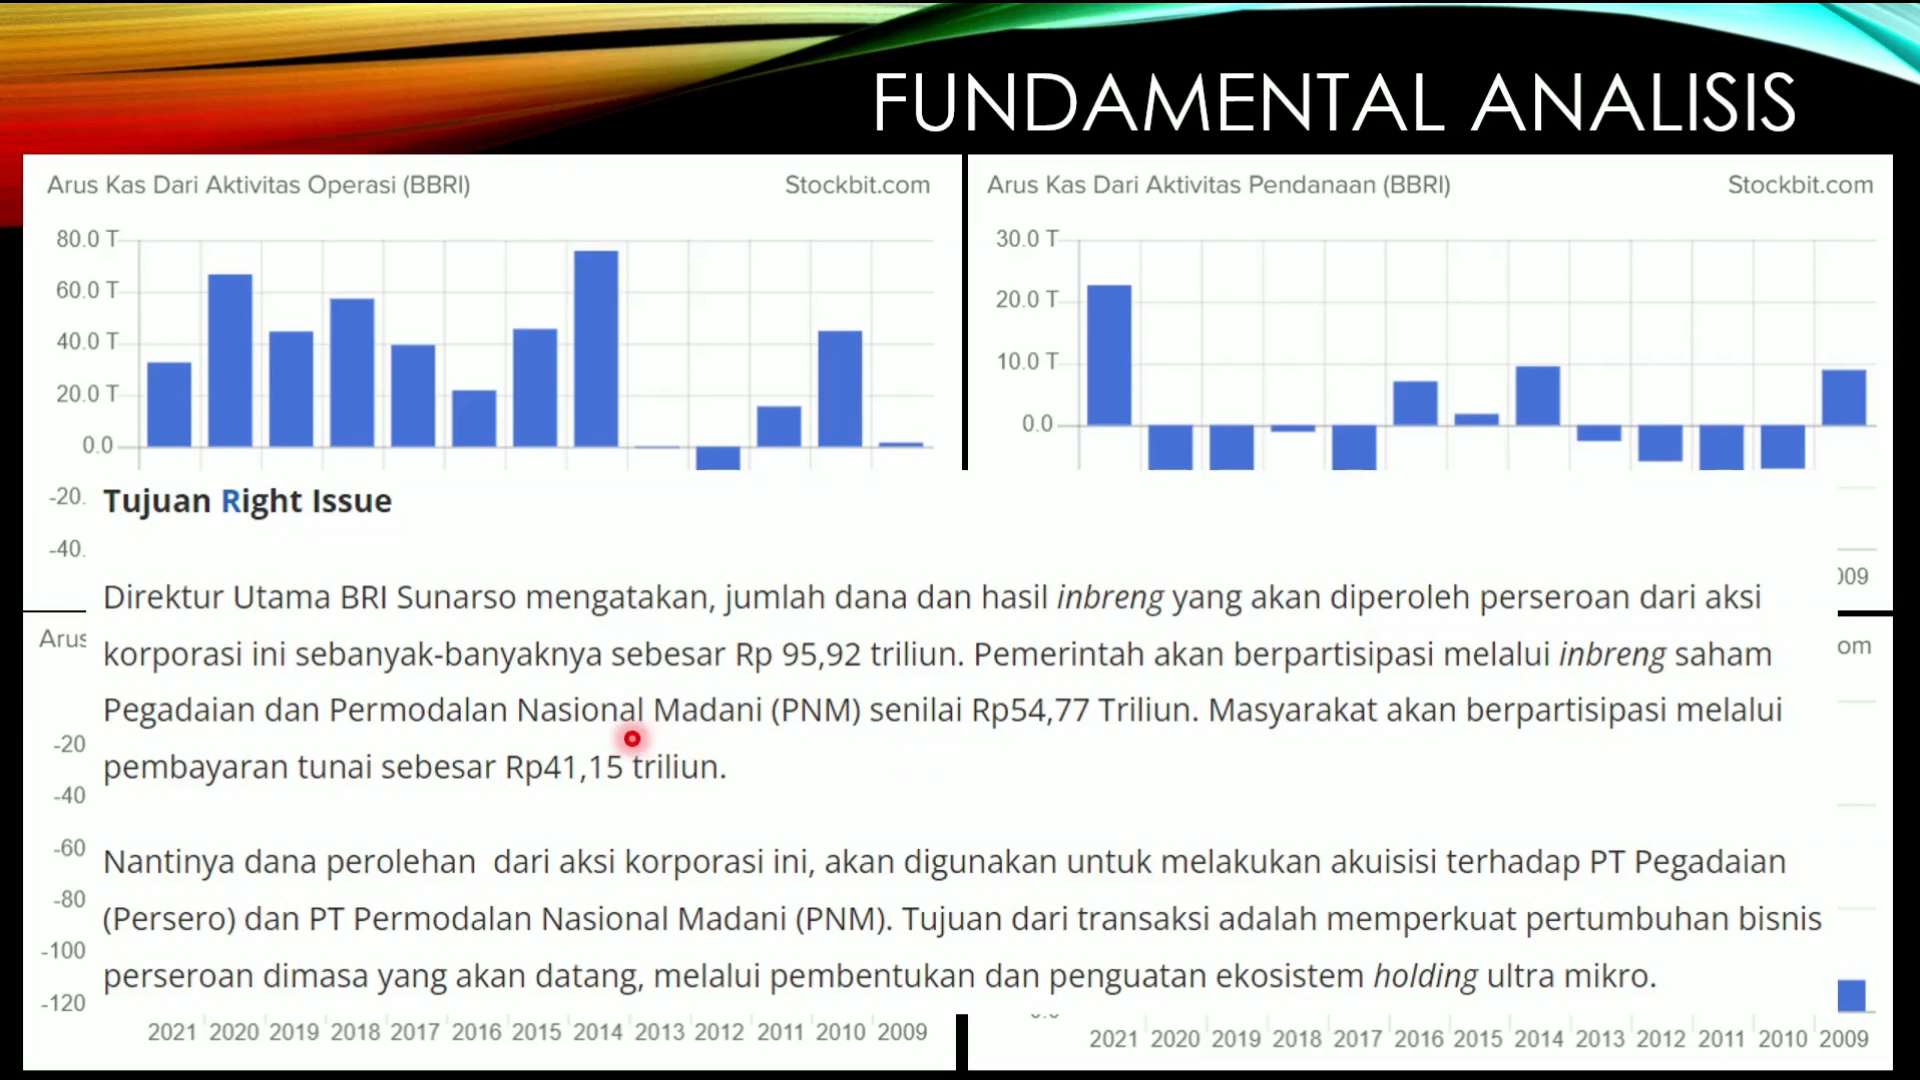 FUNDAMENTAL ANALISIS
Arus Kas Dari Aktivitas Operasi (BBRI)
Stockbit.com
80.0 T
60.0 T
40.0 T
20.0 T
0.0
-20.
-40.
Arus Kas Dari Aktivitas Pendanaan (BBRI)
Stockbit.com
30.0 T
20.0 T
10.0 T
0.0
009
Tujuan Right Issue
Direktur Utama BRI Sunarso mengatakan, jumlah dana dan hasil inbreng yang akan diperoleh perseroan dari aksi
korporasi ini sebanyak-banyaknya sebesar Rp 95,92 triliun. Pemerintah akan berpartisipasi melalui inbreng saham
Pegadaian dan Permodalan Nasional Madani (PNM) senilai Rp54,77 Triliun. Masyarakat akan berpartisipasi melalui
pembayaran tunai sebesar Rp41,15 triliun.
Nantinya dana perolehan  dari aksi korporasi ini, akan digunakan untuk melakukan akuisisi terhadap PT Pegadaian
(Persero) dan PT Permodalan Nasional Madani (PNM). Tujuan dari transaksi adalah memperkuat pertumbuhan bisnis
perseroan dimasa yang akan datang, melalui pembentukan dan penguatan ekosistem holding ultra mikro.
Arus
om
-20
-40
-60
-80
-100
-120
2021 2020 2019 2018 2017 2016 2015 2014 2013 2012 2011 2010 2009
2021 2020 2019 2018 2017 2016 2015 2014 2013 2012 2011 2010 2009